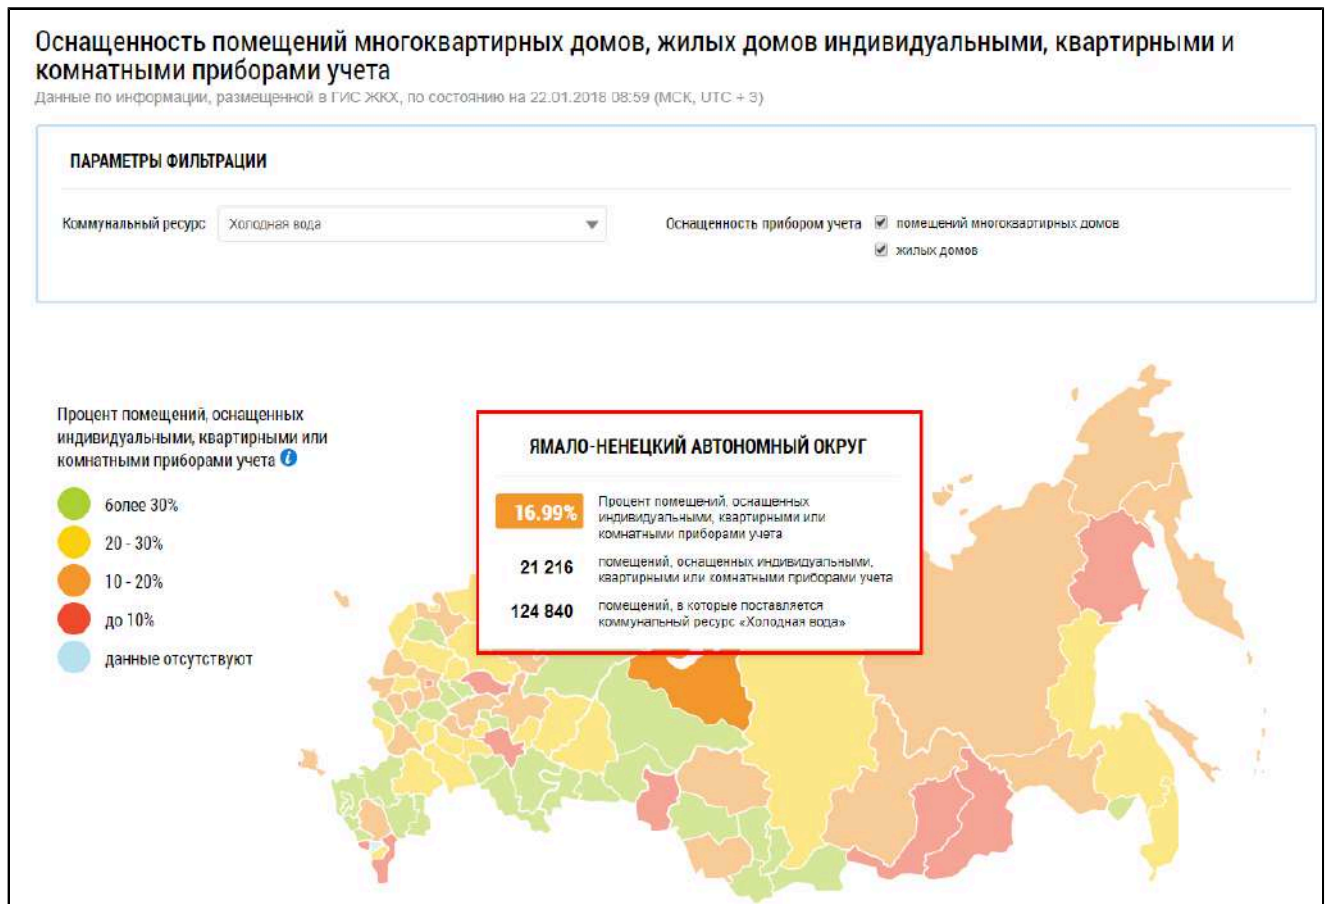 Оснащенность помещений многоквартирных домов, жилых домов индивидуальными, квартирными и
комнатными приборами учета
Данные по информации, размещенной в ГИС ЖКХ, по состоянию на 22.01.2018 08:59 (МСК, UTC + 3)
ПАРАМЕТРЫ ФИЛЬТРАЦИИ
Коммунальный ресурс Холодная вода Оснащенность прибором учета помещений многоквартирных домов
жилых домов
Процент помещений, оснащенных
индивидуальными, квартирными или
комнатными приборами учета i
более 30%
20 - 30%
10 - 20%
до 10%
данные отсутствуют
ЯМАЛО-НЕНЕЦКИЙ АВТОНОМНЫЙ ОКРУГ
16.99% Процент помещений, оснащенных
индивидуальными, квартирными или
комнатными приборами учета
21 216 помещений, оснащенных индивидуальными,
квартирными или комнатными приборами учета
124 840 помещений, в которые поставляется
коммунальный ресурс «Холодная вода»